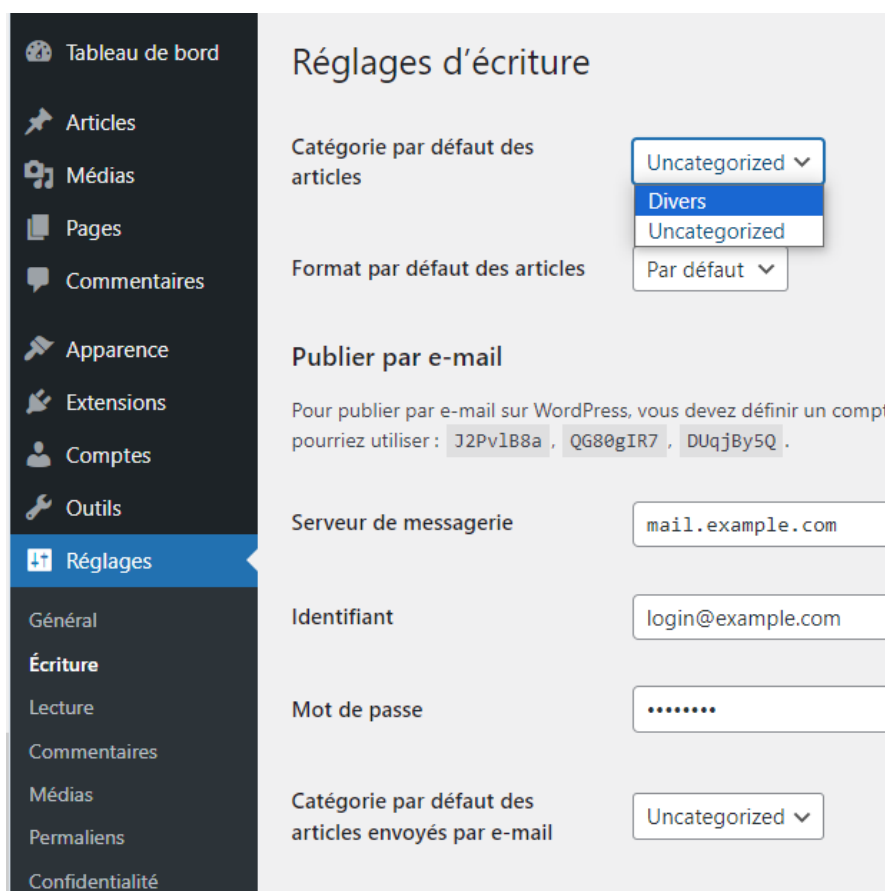 Tableau de bord
Articles
Médias
Pages
Commentaires
Apparence
Extensions
Comptes
Outils
Réglages
Général
Écriture
Lecture
Commentaires
Médias
Permaliens
Confidentialité
Réglages d’écriture
Catégorie par défaut des
articles
Uncategorized
Divers
Uncategorized
Format par défaut des articles
Par défaut
Publier par e-mail
Pour publier par e-mail sur WordPress, vous devez définir un compt
pourriez utiliser : J2PvlB8a , QG80gIR7 , DUqjBy5Q .
Serveur de messagerie
mail.example.com
Identifiant
login@example.com
Mot de passe
••••••••
Catégorie par défaut des
articles envoyés par e-mail
Uncategorized